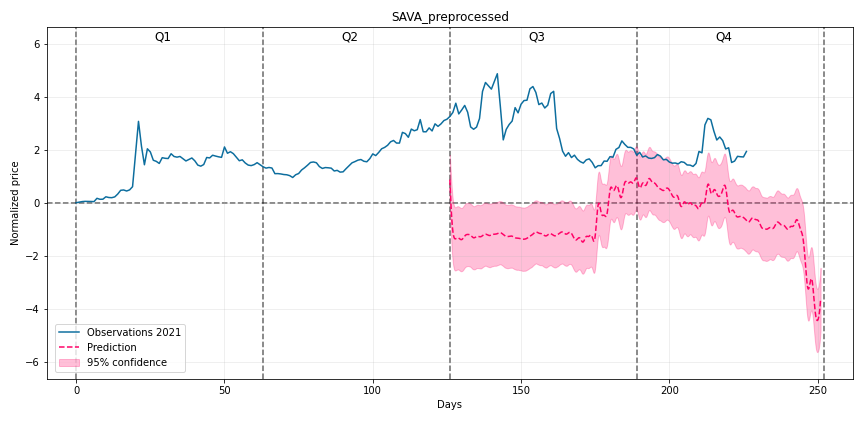 SAVA_preprocessed
Q1 Q2 Q3 Q4
6
4
2
0
−2
−4
−6
Normalized price
Observations 2021
Prediction
95% confidence
0 50 100 150 200 250
Days